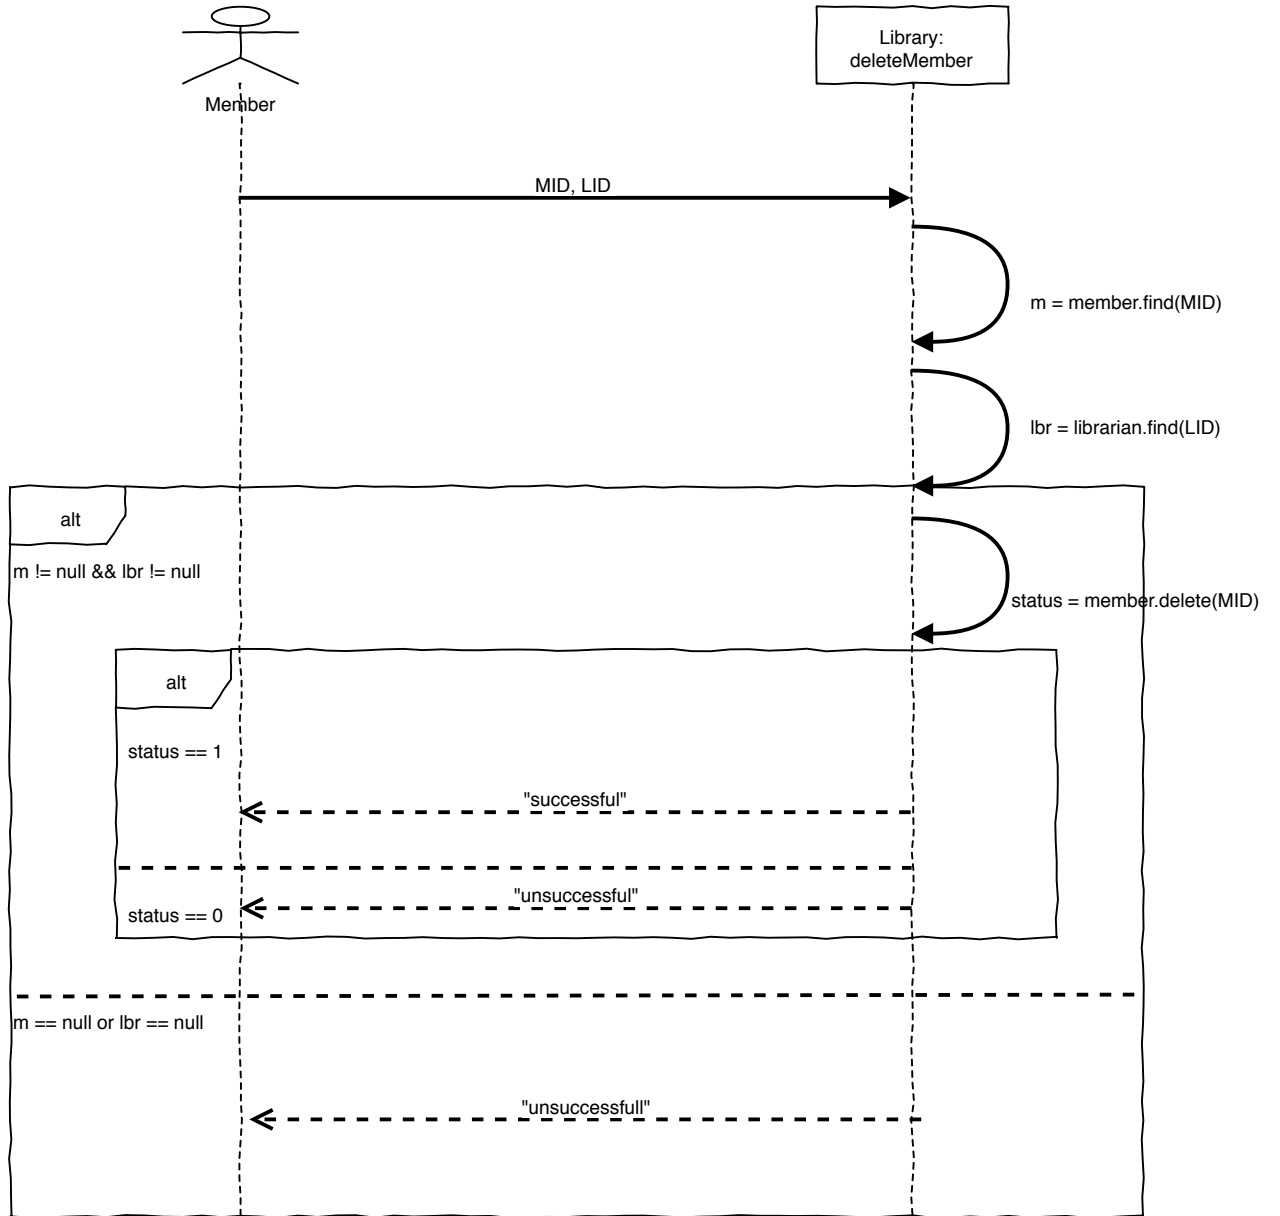 Library:
deleteMember
Member
MID, LID
m = member.find(MID)
lbr = librarian.find(LID)
alt
m != null && lbr != null
status = member.delete(MID)
alt
status == 1
"successful"
"unsuccessful"
status == 0
m == null or lbr == null
"unsuccessfull"